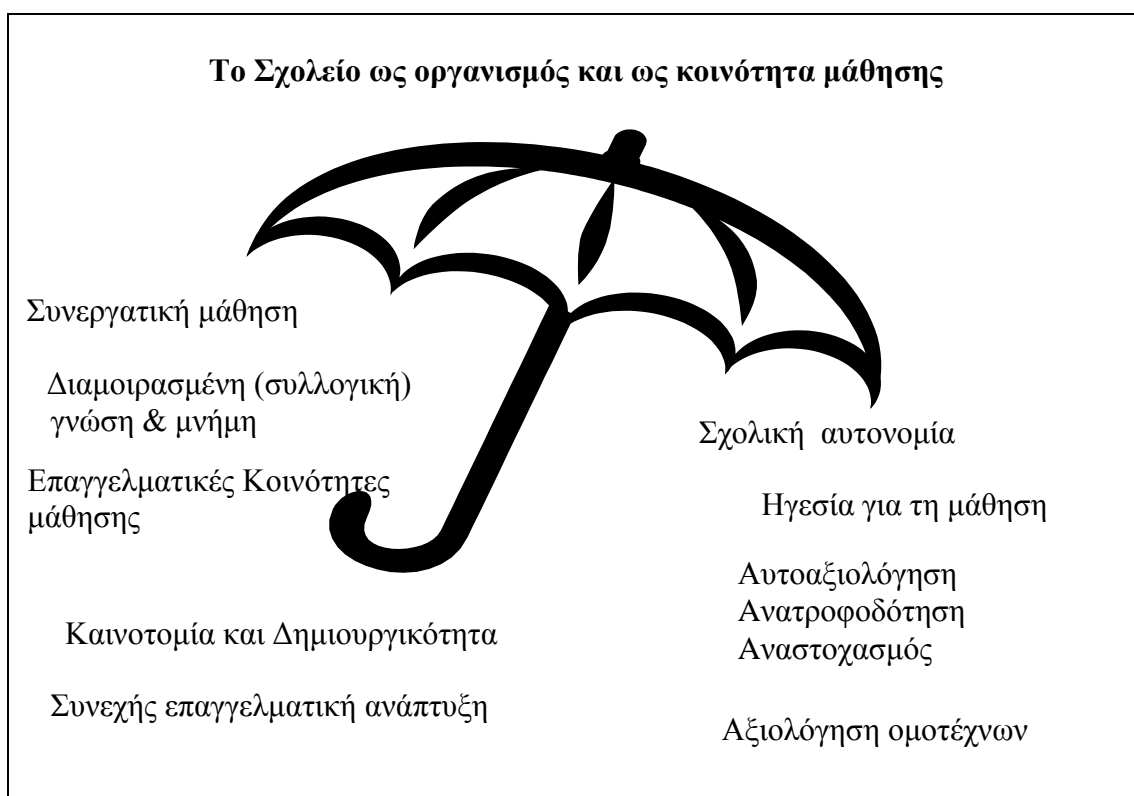 Το Σχολείο ως οργανισμός και ως κοινότητα μάθησης
Συνεργατική μάθηση
Διαμοιρασμένη (συλλογική)
γνώση & μνήμη
Επαγγελματικές Κοινότητες
μάθησης
Καινοτομία και Δημιουργικότητα
Συνεχής επαγγελματική ανάπτυξη
Σχολική αυτονομία
Ηγεσία για τη μάθηση
Αυτοαξιολόγηση
Ανατροφοδότηση
Αναστοχασμός
Αξιολόγηση ομοτέχνων